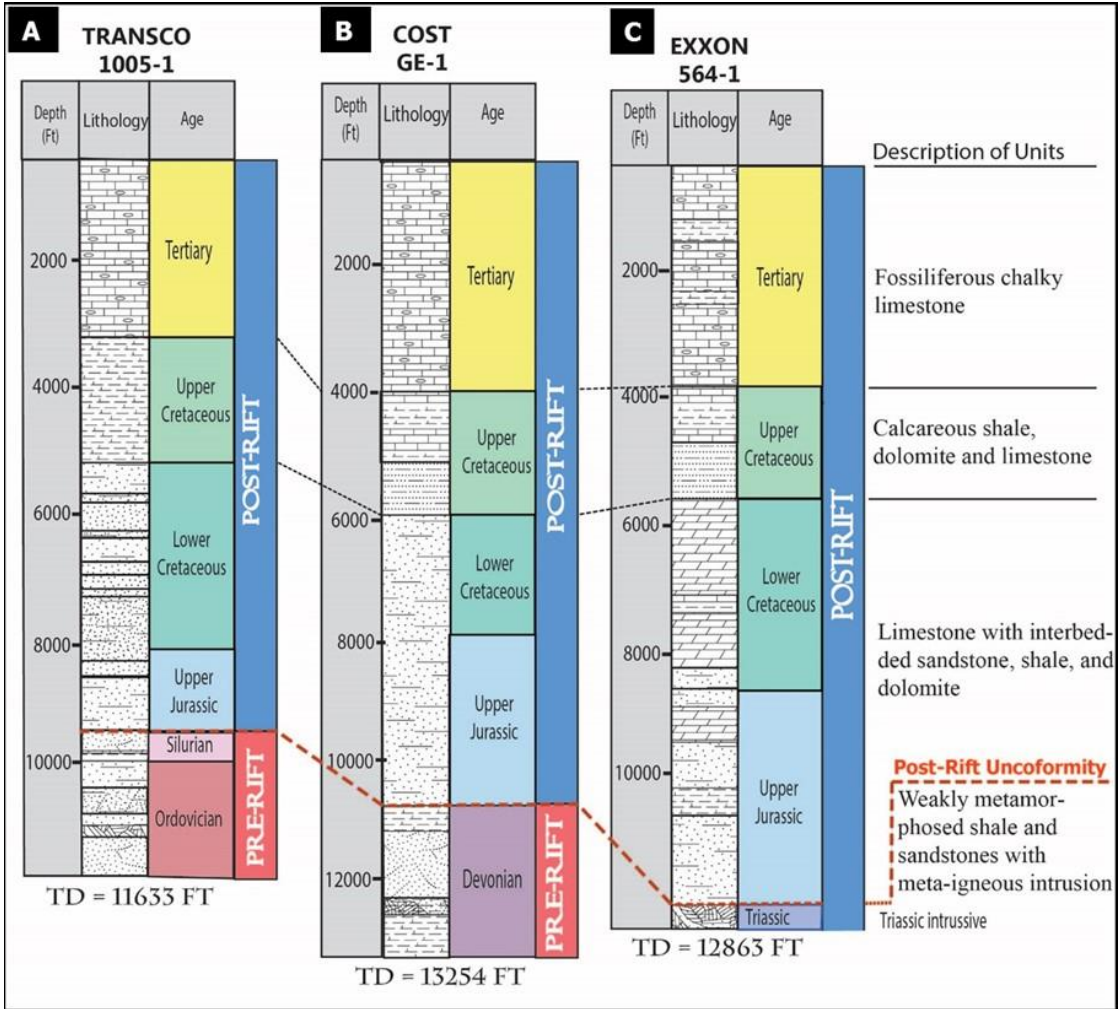 A
TRANSCO
1005-1
Depth
(Ft)
Lithology
Age
2000
4000
6000
8000
10000
Tertiary
Upper
Cretaceous
Lower
Cretaceous
Upper
Jurassic
Silurian
Ordovician
POST-RIFT
PRE-RIFT
TD = 11633 FT
B
COST
GE-1
Depth
(Ft)
Lithology
Age
2000
4000
6000
8000
10000
12000
Tertiary
Upper
Cretaceous
Lower
Cretaceous
Upper
Jurassic
Devonian
POST-RIFT
PRE-RIFT
TD = 13254 FT
C
EXXON
564-1
Depth
(Ft)
Lithology
Age
2000
4000
6000
8000
10000
Tertiary
Upper
Cretaceous
Lower
Cretaceous
Upper
Jurassic
Triassic
POST-RIFT
TD = 12863 FT
Description of Units
Fossiliferous chalky
limestone
Calcareous shale,
dolomite and limestone
Limestone with interbed-
ded sandstone, shale, and
dolomite
Post-Rift Uncoformity
Weakly metamor-
phosed shale and
sandstones with
meta-igneous intrusion
Triassic intrussive